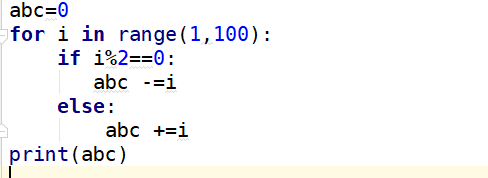 abc=0
for i in range(1,100):
    if i%2==0:
       abc -=i
    else:
        abc +=i
print(abc)